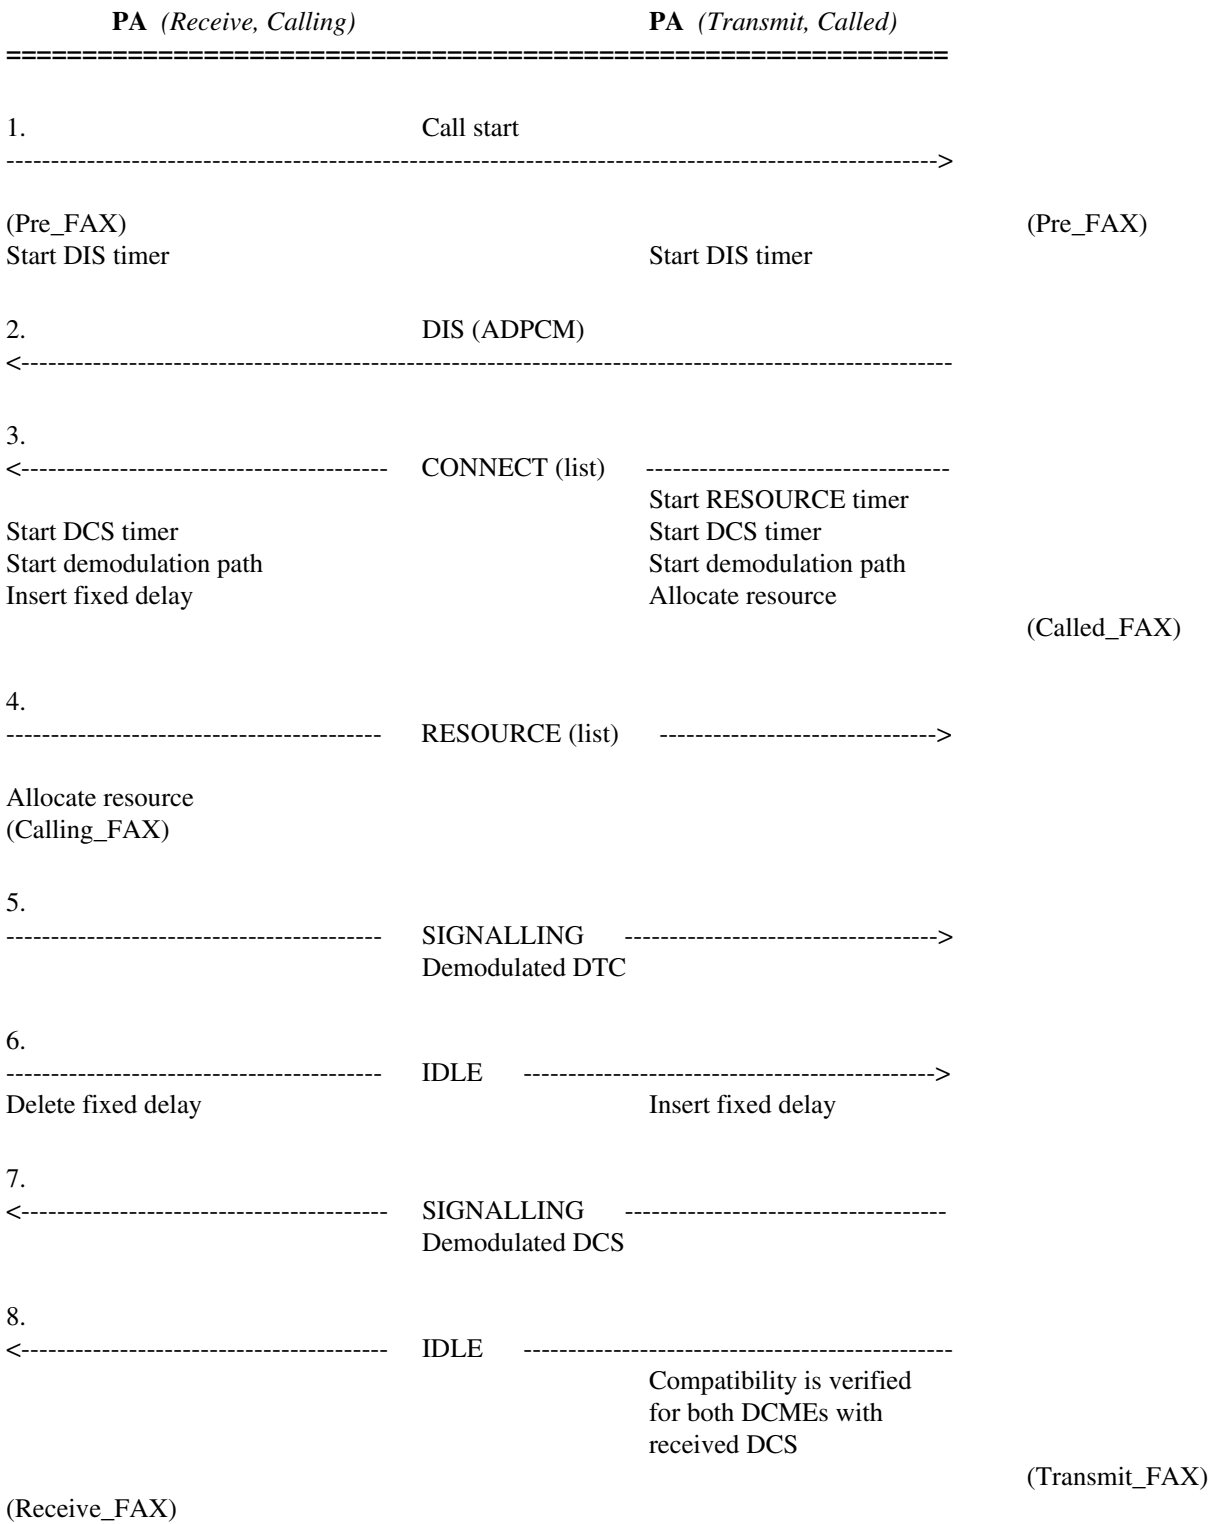 PA (Receive, Calling) PA (Transmit, Called)
===============================================================
1. Call start
-------------------------------------------------------------------------------------------------------->
(Pre_FAX) (Pre_FAX)
Start DIS timer Start DIS timer
2. DIS (ADPCM)
<--------------------------------------------------------------------------------------------------------
3.
<----------------------------------------- CONNECT (list) ----------------------------------
Start RESOURCE timer
Start DCS timer Start DCS timer
Start demodulation path Start demodulation path
Insert fixed delay Allocate resource
(Called_FAX)
4.
------------------------------------------ RESOURCE (list) ------------------------------->
Allocate resource
(Calling_FAX)
5.
------------------------------------------ SIGNALLING ----------------------------------->
Demodulated DTC
6.
------------------------------------------ IDLE ---------------------------------------------->
Delete fixed delay Insert fixed delay
7.
<----------------------------------------- SIGNALLING ------------------------------------
Demodulated DCS
8.
<----------------------------------------- IDLE ------------------------------------------------
Compatibility is verified
for both DCMEs with
received DCS
(Transmit_FAX)
(Receive_FAX)